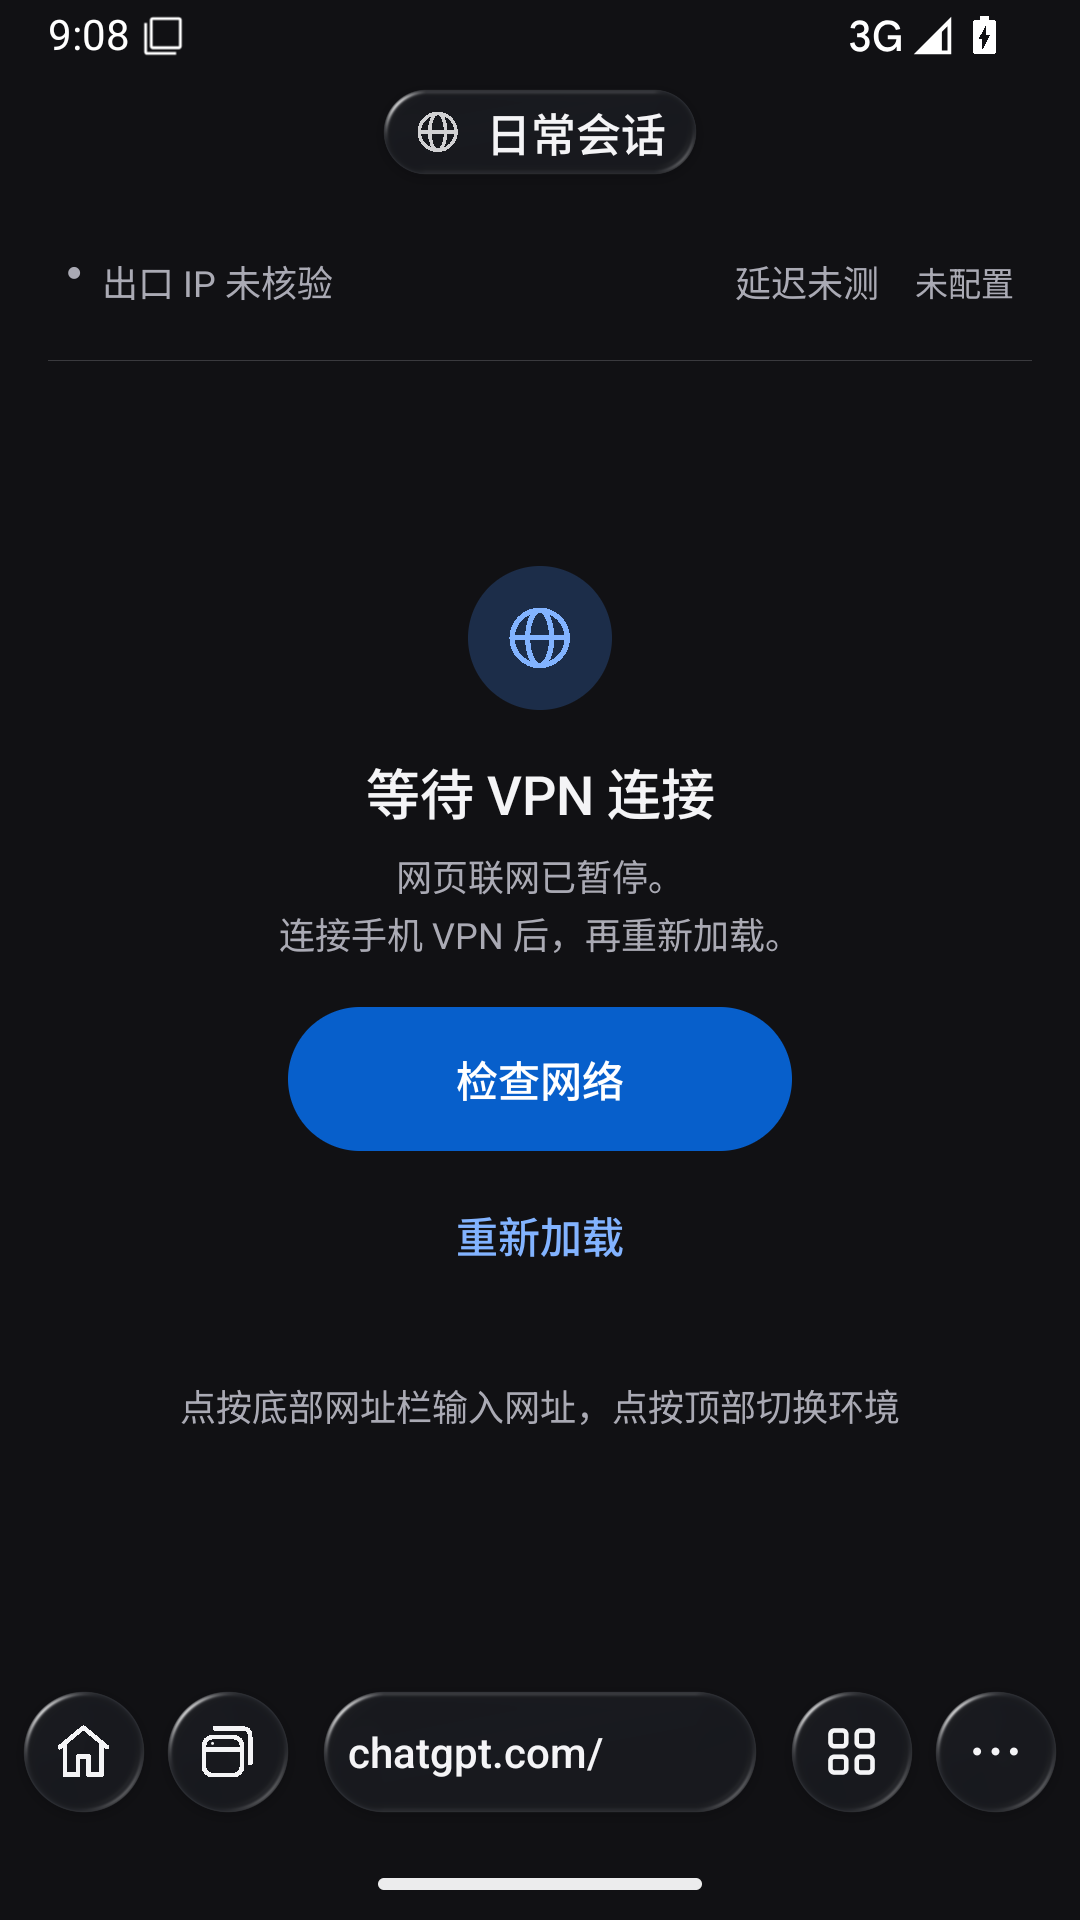 9:08
3G
日常会话
出口 IP 未核验
延迟未测
未配置
等待 VPN 连接
网页联网已暂停。
连接手机 VPN 后，再重新加载。
检查网络
重新加载
点按底部网址栏输入网址，点按顶部切换环境
chatgpt.com/